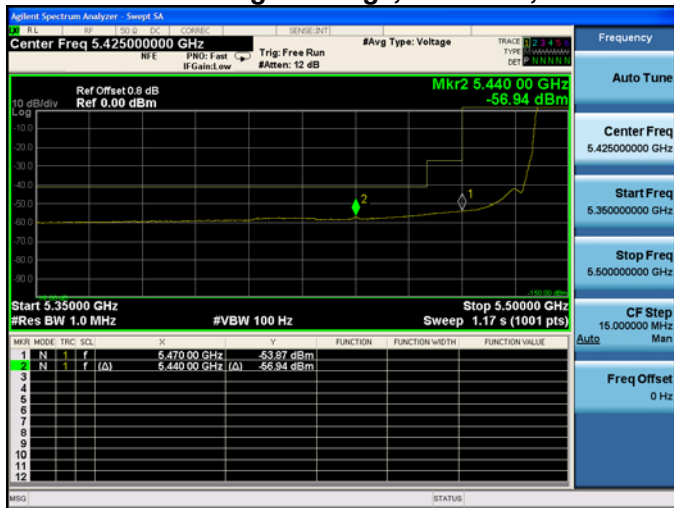 Agilent Spectrum Analyzer - Swept SA
RL RF 50 Ω DC CORREC SENSE:INT
Center Freq 5.425000000 GHz
NFE PNO: Fast Trig: Free Run
IFGain:Low #Atten: 12 dB
#Avg Type: Voltage
TRACE 1 2 3 4 5 6
TYPE
DET P N N N N N
Ref Offset 0.8 dB
10 dB/div Ref 0.00 dBm
Mkr2 5.440 00 GHz
-56.94 dBm
Log
-10.0
-20.0
-30.0
-40.0
-50.0
-60.0
-70.0
-80.0
-90.0
2
1
-150.00 dBm
Start 5.35000 GHz Stop 5.50000 GHz
#Res BW 1.0 MHz #VBW 100 Hz Sweep 1.17 s (1001 pts)
MKR MODE TRC SCL X Y FUNCTION FUNCTION WIDTH FUNCTION VALUE
1 N 1 f 5.470 00 GHz -53.87 dBm
2 N 1 f (Δ) 5.440 00 GHz (Δ) -56.94 dBm
3
4
5
6
7
8
9
10
11
12
MSG STATUS
Frequency
Auto Tune
Center Freq
5.425000000 GHz
Start Freq
5.350000000 GHz
Stop Freq
5.500000000 GHz
CF Step
15.000000 MHz
Auto Man
Freq Offset
0 Hz